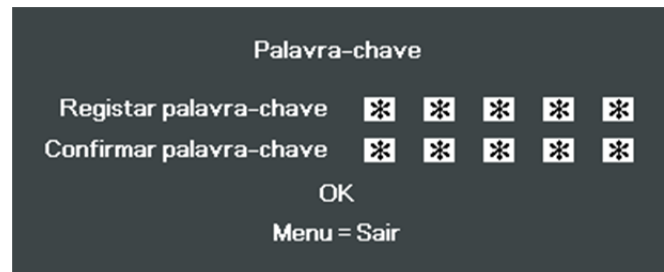 Palavra-chave
Registar palavra-chave * * * * *
Confirmar palavra-chave * * * * *
OK
Menu = Sair